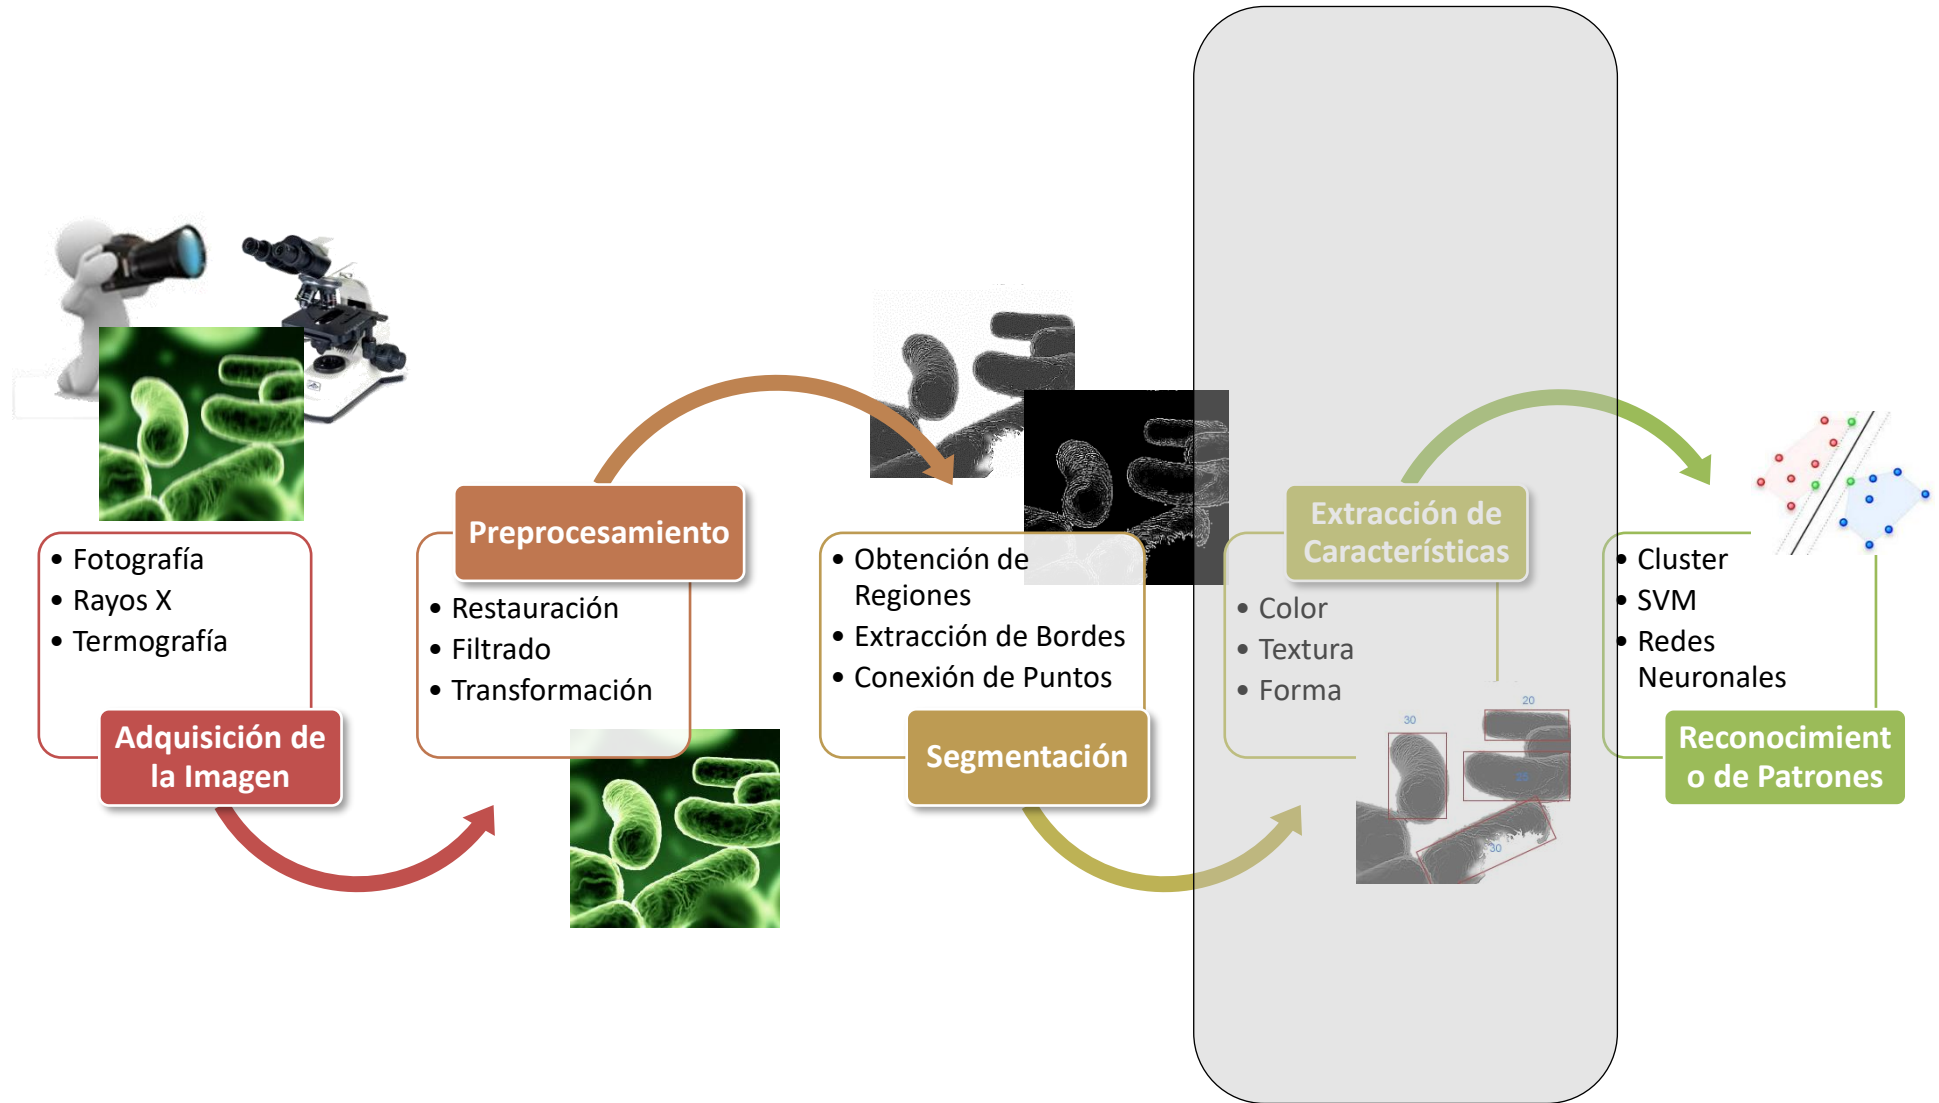 • Fotografía
• Rayos X
• Termografía
Adquisición de
la Imagen
Preprocesamiento
• Restauración
• Filtrado
• Transformación
• Obtención de
Regiones
• Extracción de Bordes
• Conexión de Puntos
Segmentación
Extracción de
Características
• Color
• Textura
• Forma
20
30
35
30
• Cluster
• SVM
• Redes
Neuronales
Reconocimient
o de Patrones